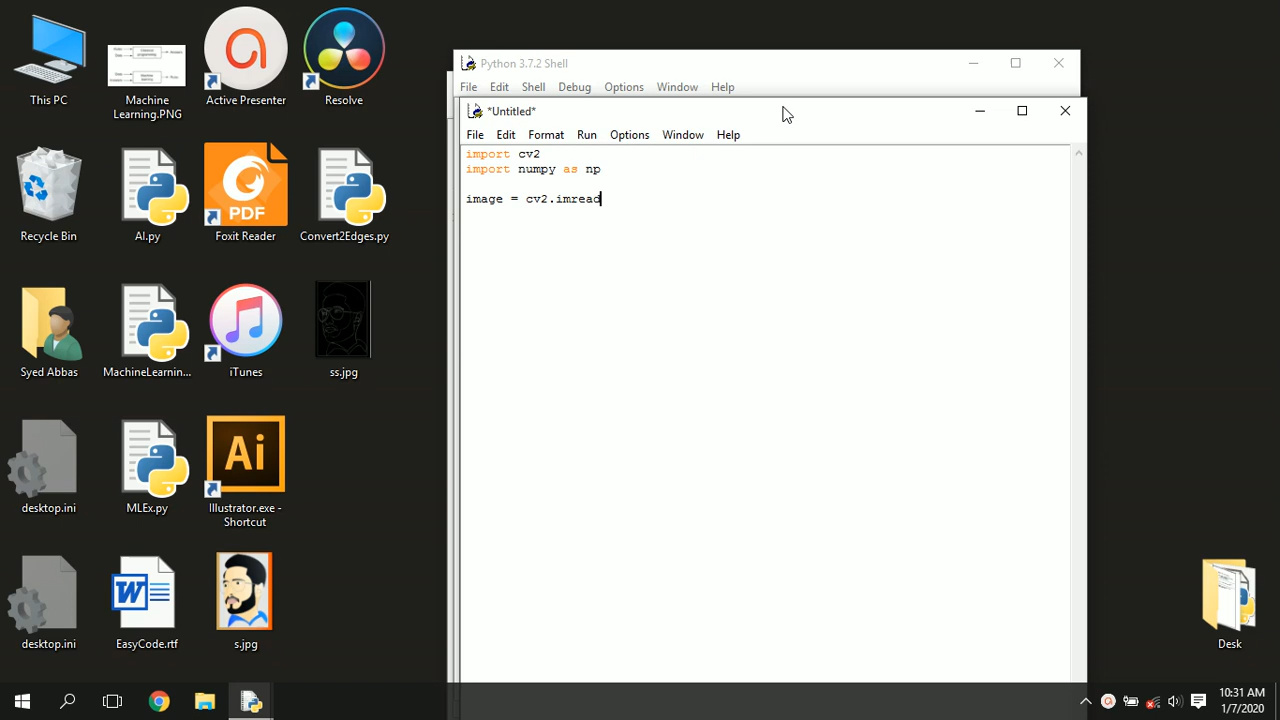 This PC
Machine Learning.PNG
Active Presenter
Resolve
Recycle Bin
AI.py
PDF
Foxit Reader
Convert2Edges.py
Syed Abbas
MachineLearnin...
iTunes
ss.jpg
desktop.ini
MLEx.py
Ai
Illustrator.exe - Shortcut
desktop.ini
W
EasyCode.rtf
s.jpg
Python 3.7.2 Shell
File Edit Shell Debug Options Window Help
*Untitled*
File Edit Format Run Options Window Help
import cv2
import numpy as np
image = cv2.imread
Desk
10:31 AM
1/7/2020